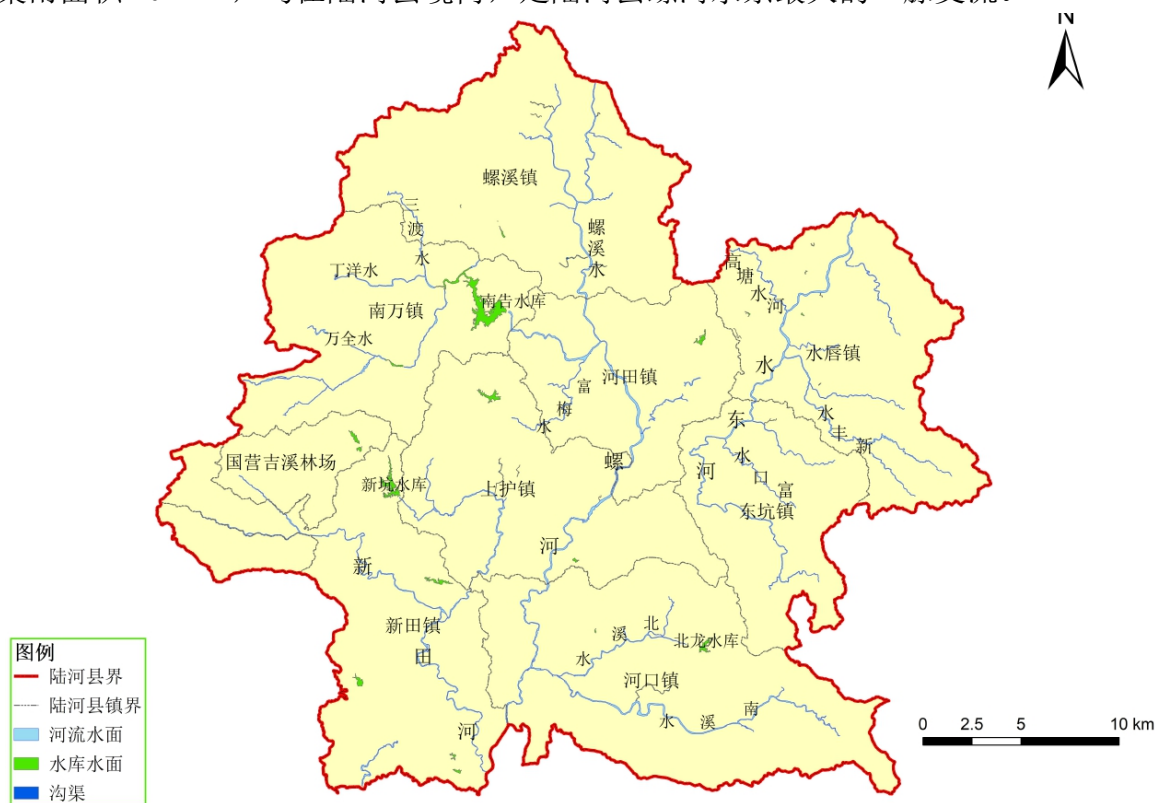 N
螺溪镇
三渡水
螺溪水
丁洋水
南告水库
南万镇
万全水
高塘水
河
水
东
河
水唇镇
河田镇
富梅水
水丰新
国营吉溪林场
新坑水库
上护镇
螺
河
水口富
东坑镇
新
田
河
新田镇
北溪水
北龙水库
河口镇
水溪南
图例
陆河县界
陆河县镇界
河流水面
水库水面
沟渠
0 2.5 5 10 km